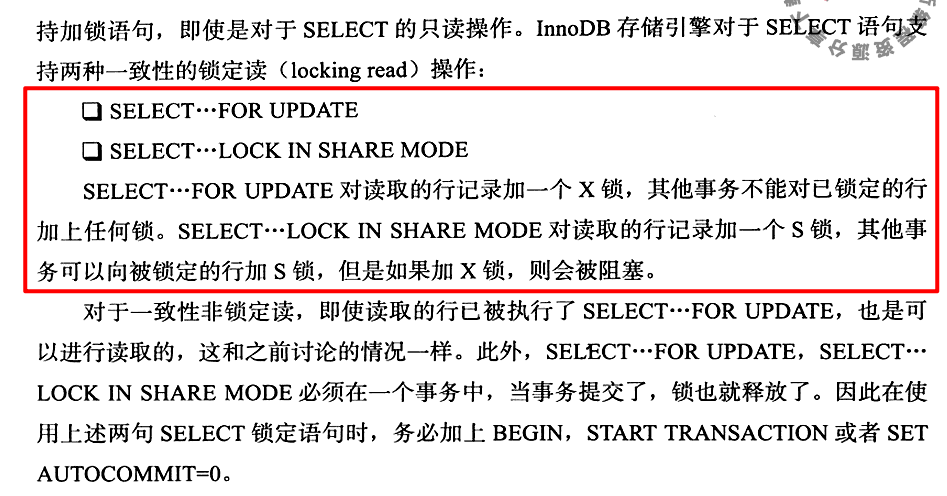 持加锁语句，即使是对于 SELECT 的只读操作。InnoDB 存储引擎对于 SELECT 语句支
持两种一致性的锁定读（locking read）操作：
❑ SELECT…FOR UPDATE
❑ SELECT…LOCK IN SHARE MODE
SELECT…FOR UPDATE 对读取的行记录加一个 X 锁，其他事务不能对已锁定的行
加上任何锁。SELECT…LOCK IN SHARE MODE 对读取的行记录加一个 S 锁，其他事
务可以向被锁定的行加 S 锁，但是如果加 X 锁，则会被阻塞。
对于一致性非锁定读，即使读取的行已被执行了 SELECT…FOR UPDATE，也是可
以进行读取的，这和之前讨论的情况一样。此外，SELECT…FOR UPDATE，SELECT…
LOCK IN SHARE MODE 必须在一个事务中，当事务提交了，锁也就释放了。因此在使
用上述两句 SELECT 锁定语句时，务必加上 BEGIN，START TRANSACTION 或者 SET
AUTOCOMMIT=0。